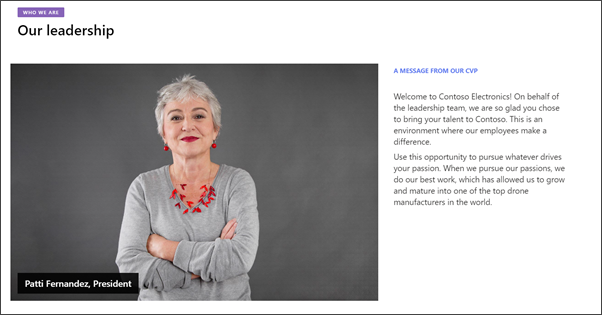 WHO WE ARE
Our leadership
Patti Fernandez, President
A MESSAGE FROM OUR CVP
Welcome to Contoso Electronics! On behalf of
the leadership team, we are so glad you chose
to bring your talent to Contoso. This is an
environment where our employees make a
difference.
Use this opportunity to pursue whatever drives
your passion. When we pursue our passions, we
do our best work, which has allowed us to grow
and mature into one of the top drone
manufacturers in the world.